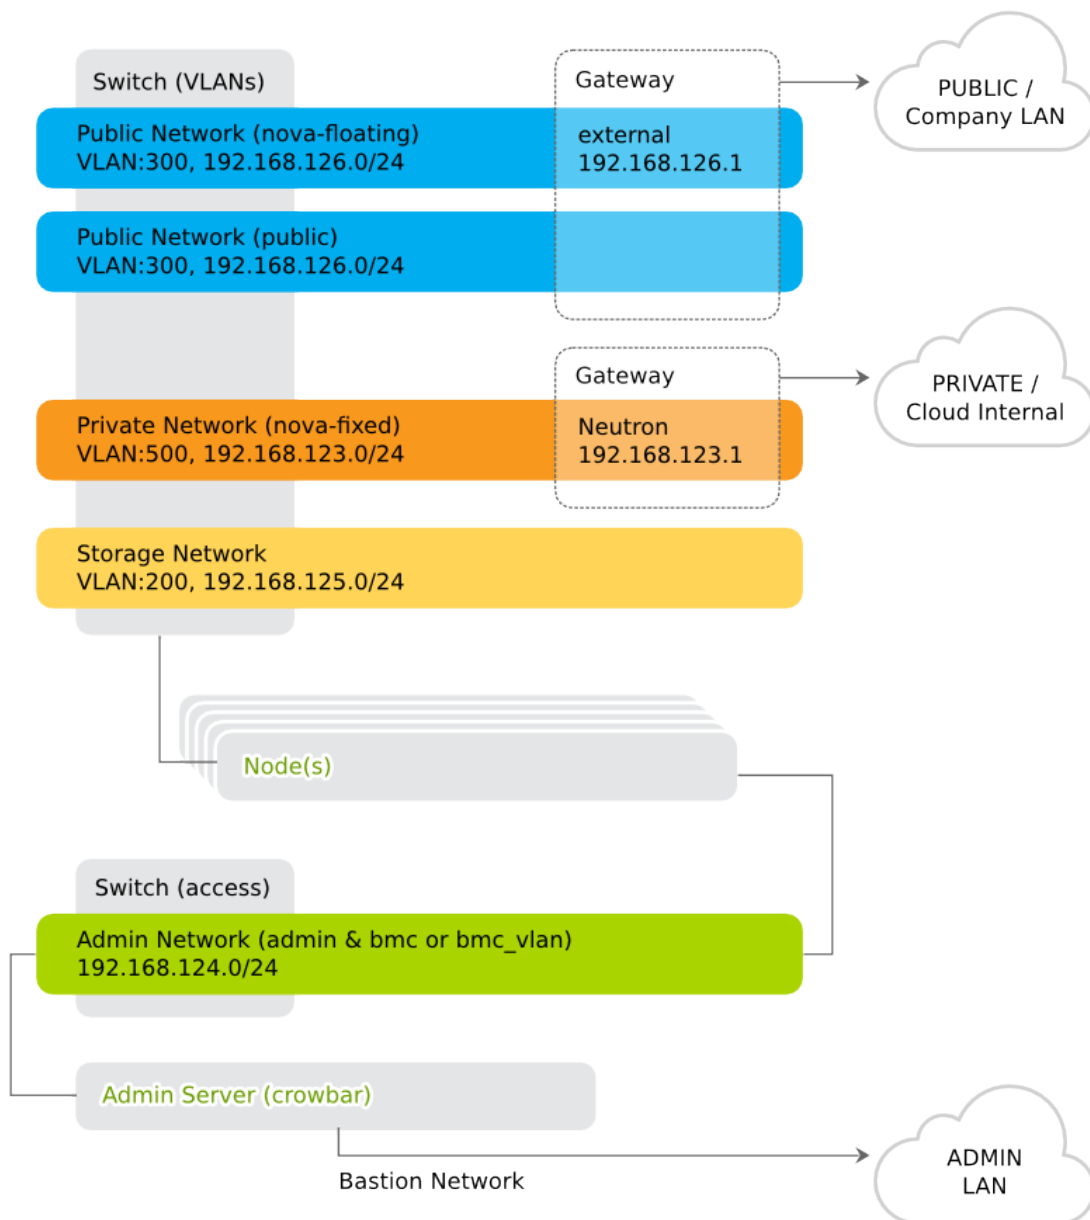 Switch (VLANs)
Gateway
PUBLIC /
Company LAN
Public Network (nova-floating)
VLAN:300, 192.168.126.0/24
external
192.168.126.1
Public Network (public)
VLAN:300, 192.168.126.0/24
Gateway
PRIVATE /
Cloud Internal
Private Network (nova-fixed)
VLAN:500, 192.168.123.0/24
Neutron
192.168.123.1
Storage Network
VLAN:200, 192.168.125.0/24
Node(s)
Switch (access)
Admin Network (admin & bmc or bmc_vlan)
192.168.124.0/24
Admin Server (crowbar)
Bastion Network
ADMIN
LAN